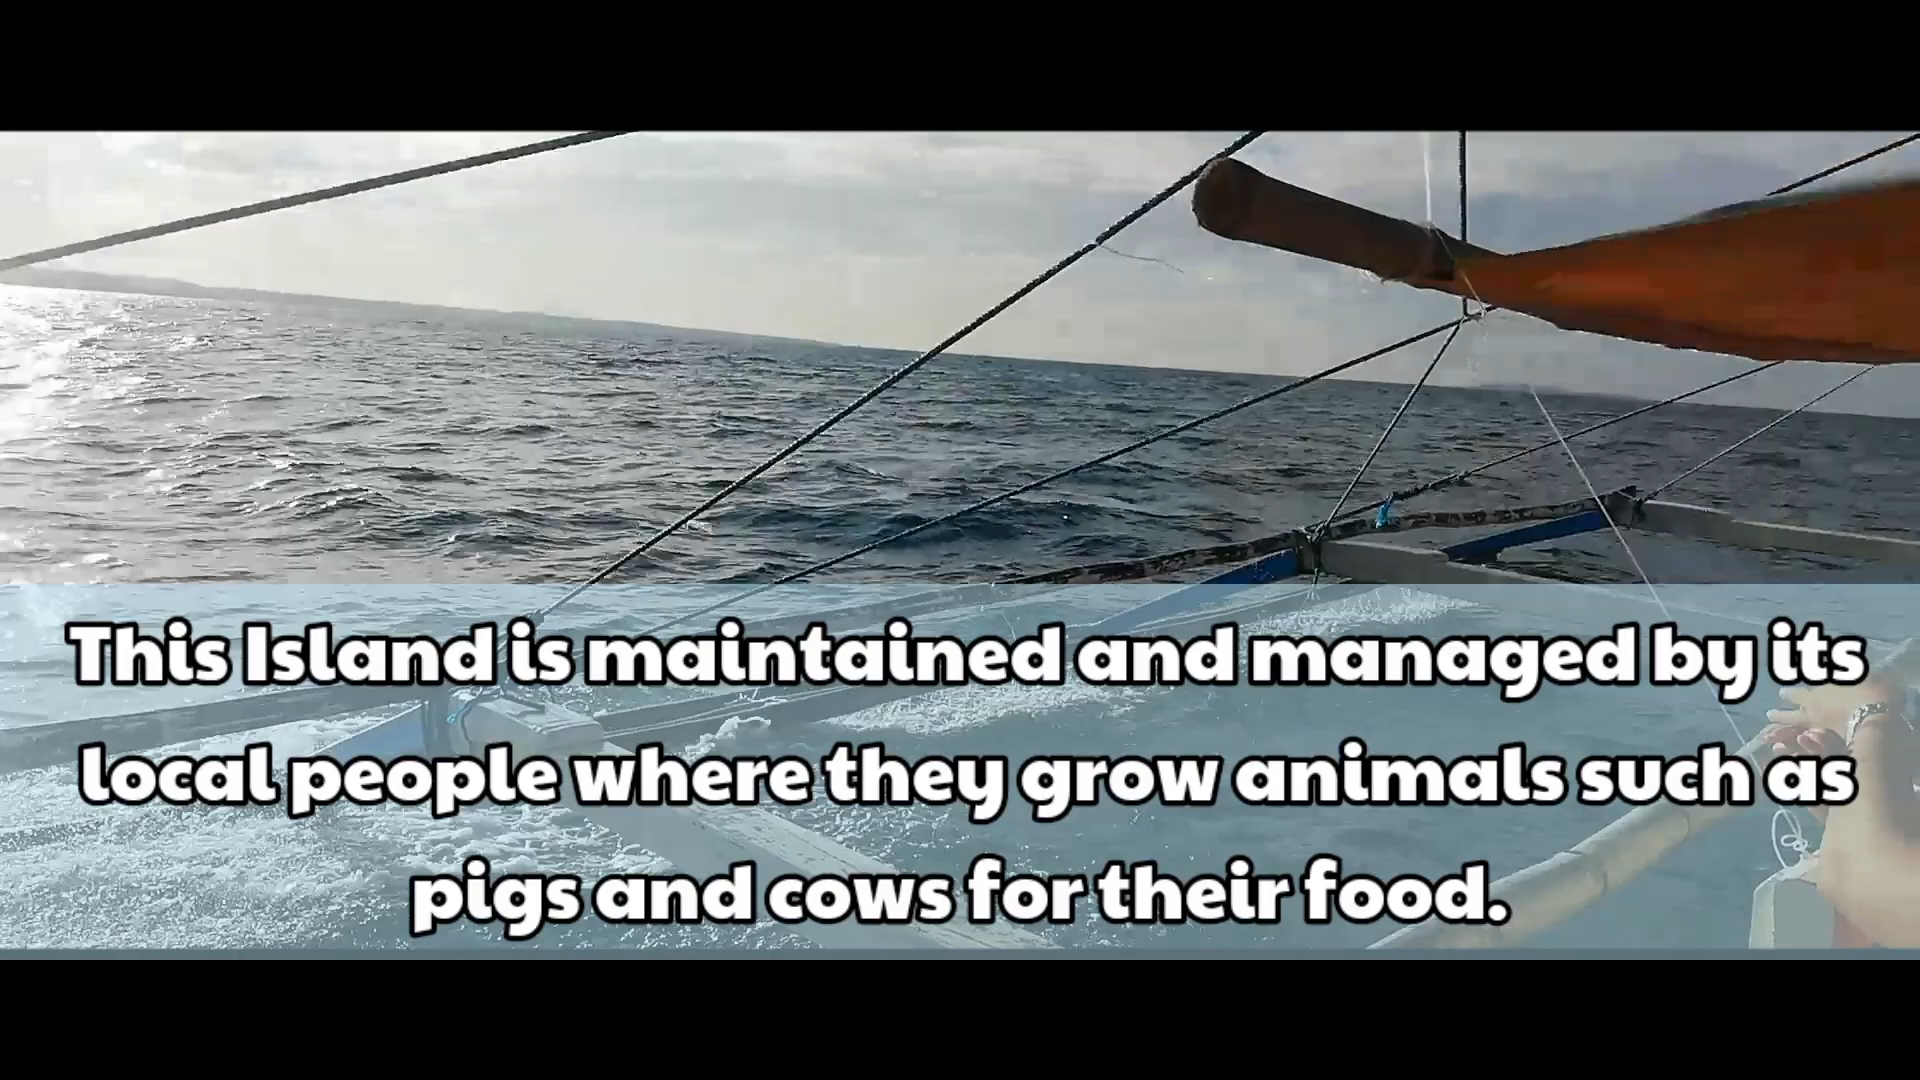 This Island is maintained and managed by its
local people where they grow animals such as
pigs and cows for their food.